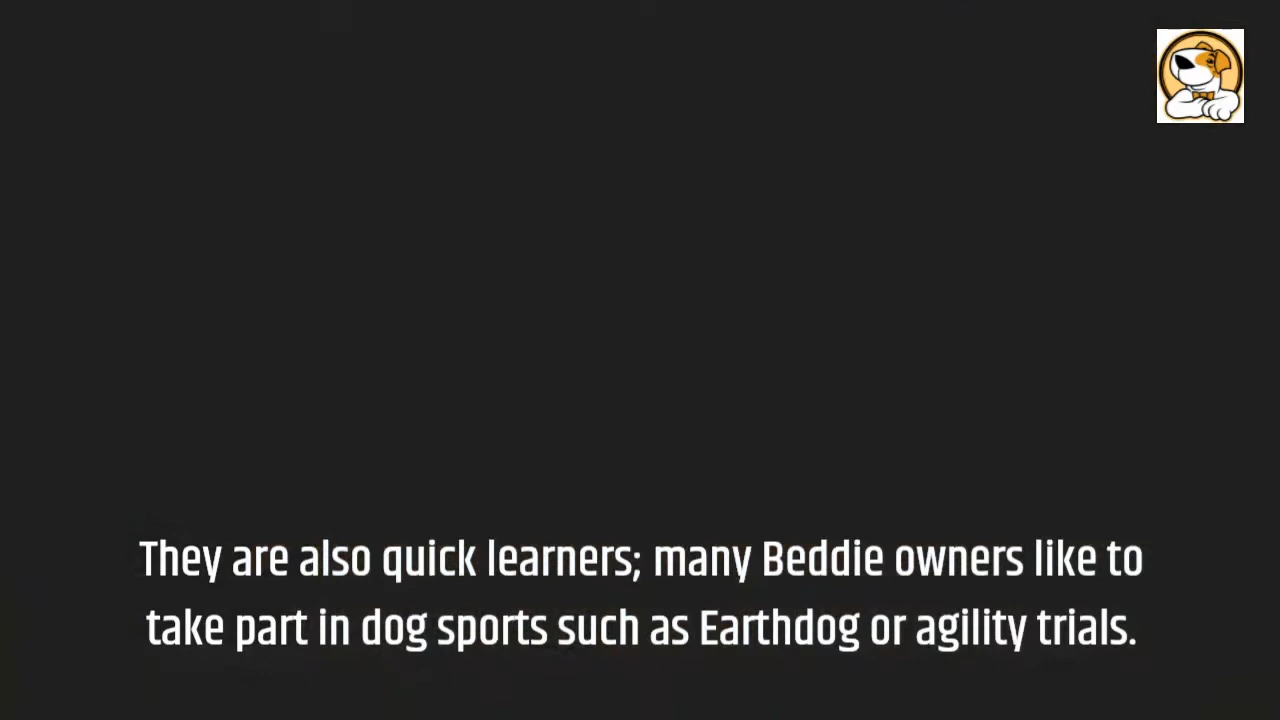 They are also quick learners; many Beddie owners like to
take part in dog sports such as Earthdog or agility trials.